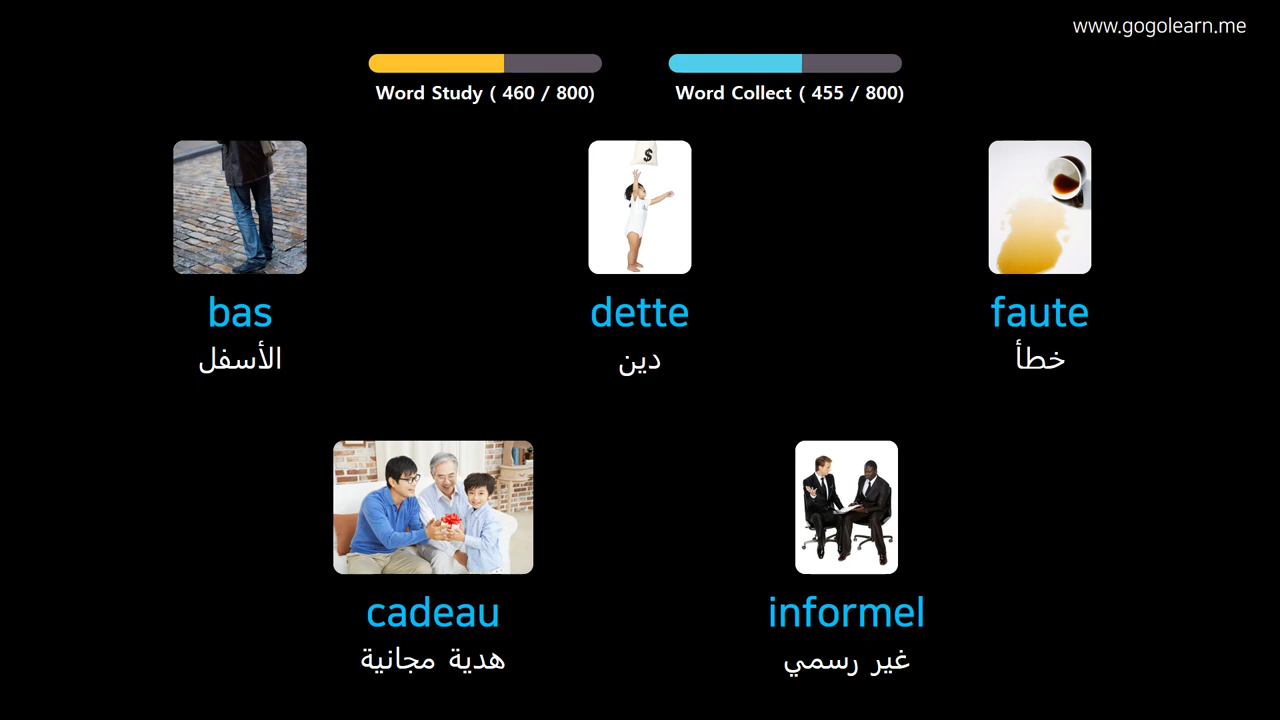 www.gogolearn.me
Word Study ( 460 / 800)
Word Collect ( 455 / 800)
$
bas
الأسفل
dette
دين
faute
خطأ
cadeau
هدية مجانية
informel
غير رسمي